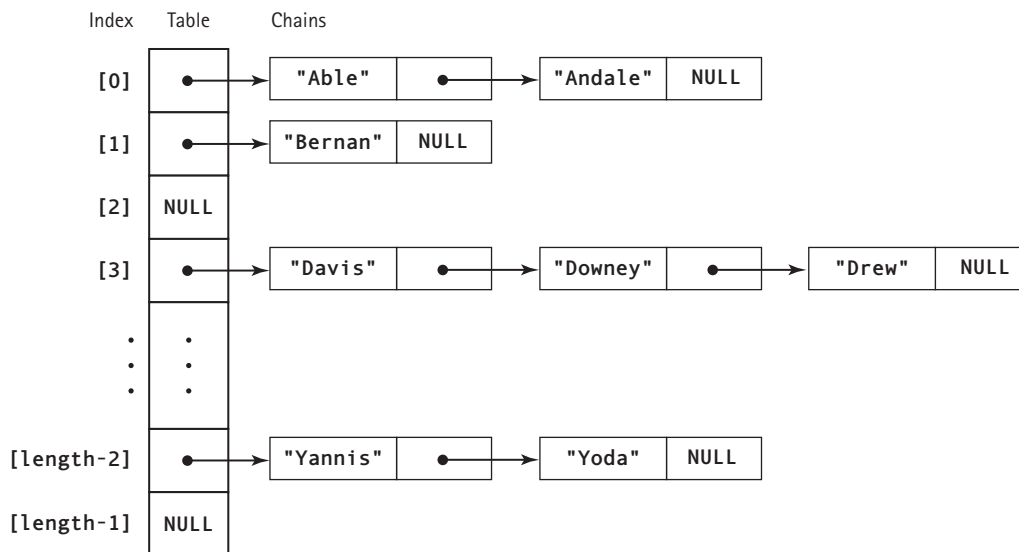 Index Table Chains
[0] "Able" "Andale" NULL
[1] "Bernan" NULL
[2] NULL
[3] "Davis" "Downey" "Drew" NULL
[length-2] "Yannis" "Yoda" NULL
[length-1] NULL